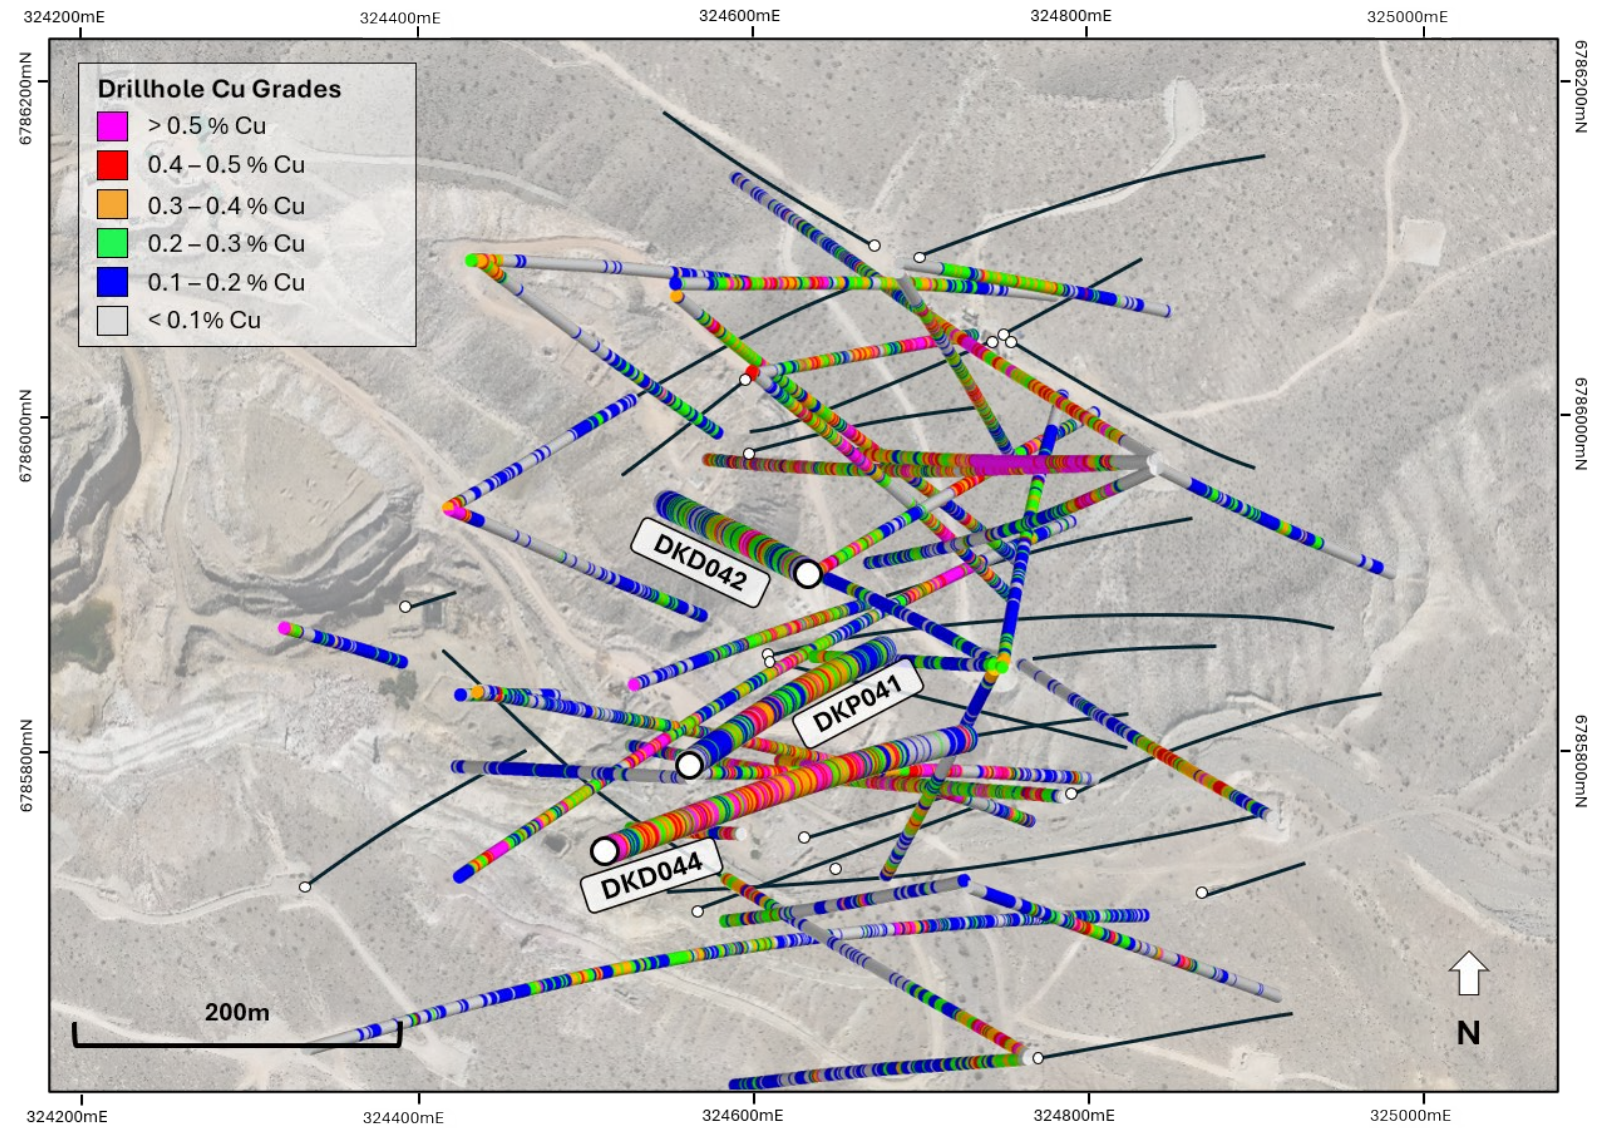 324200mE
324400mE
324600mE
324800mE
325000mE
6786200mN
6786000mN
6785800mN
Drillhole Cu Grades
> 0.5 % Cu
0.4 – 0.5 % Cu
0.3 – 0.4 % Cu
0.2 – 0.3 % Cu
0.1 – 0.2 % Cu
< 0.1% Cu
DKD042
DKP041
DKD044
200m
N
6786200mN
6786000mN
6785800mN
324200mE
324400mE
324600mE
324800mE
325000mE